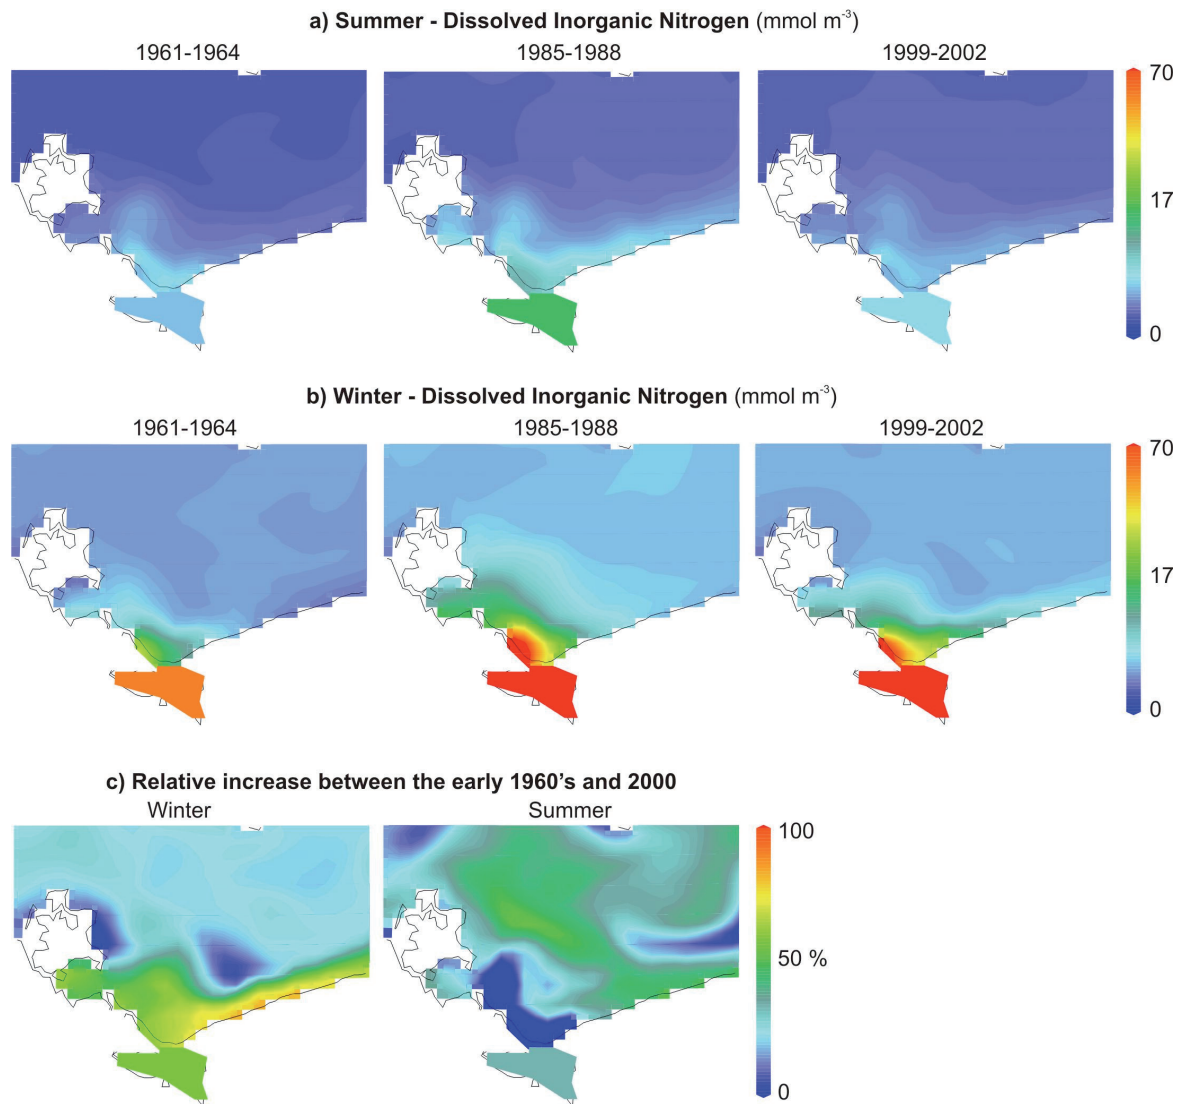 a) Summer - Dissolved Inorganic Nitrogen (mmol m⁻³)
1961-1964 1985-1988 1999-2002
70
17
0
b) Winter - Dissolved Inorganic Nitrogen (mmol m⁻³)
1961-1964 1985-1988 1999-2002
70
17
0
c) Relative increase between the early 1960’s and 2000
Winter Summer
100
50 %
0